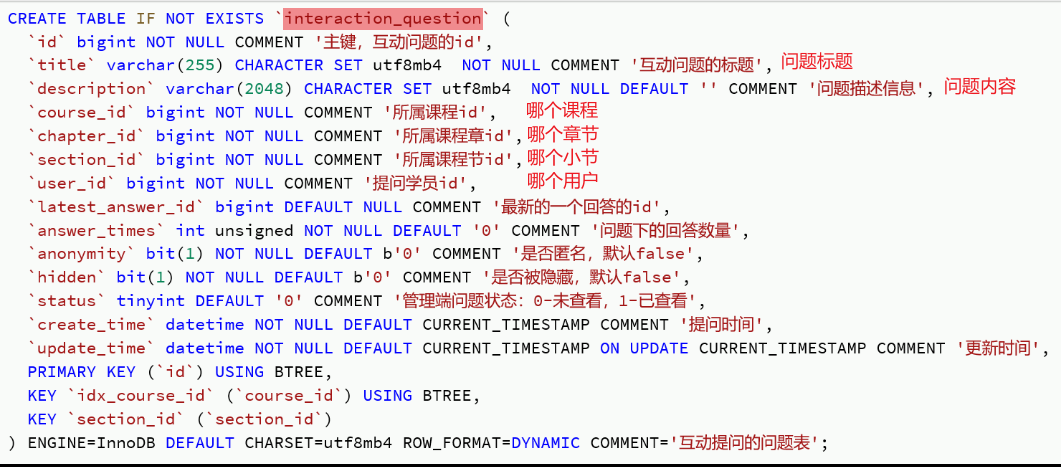 CREATE TABLE IF NOT EXISTS `interaction_question` (
`id` bigint NOT NULL COMMENT '主键，互动问题的id',
`title` varchar(255) CHARACTER SET utf8mb4  NOT NULL COMMENT '互动问题的标题', 问题标题
`description` varchar(2048) CHARACTER SET utf8mb4  NOT NULL DEFAULT '' COMMENT '问题描述信息', 问题内容
`course_id` bigint NOT NULL COMMENT '所属课程id', 哪个课程
`chapter_id` bigint NOT NULL COMMENT '所属课程章id', 哪个章节
`section_id` bigint NOT NULL COMMENT '所属课程节id', 哪个小节
`user_id` bigint NOT NULL COMMENT '提问学员id', 哪个用户
`latest_answer_id` bigint DEFAULT NULL COMMENT '最新的一个回答的id',
`answer_times` int unsigned NOT NULL DEFAULT '0' COMMENT '问题下的回答数量',
`anonymity` bit(1) NOT NULL DEFAULT b'0' COMMENT '是否匿名，默认false',
`hidden` bit(1) NOT NULL DEFAULT b'0' COMMENT '是否被隐藏，默认false',
`status` tinyint DEFAULT '0' COMMENT '管理端问题状态：0-未查看，1-已查看',
`create_time` datetime NOT NULL DEFAULT CURRENT_TIMESTAMP COMMENT '提问时间',
`update_time` datetime NOT NULL DEFAULT CURRENT_TIMESTAMP ON UPDATE CURRENT_TIMESTAMP COMMENT '更新时间',
PRIMARY KEY (`id`) USING BTREE,
KEY `idx_course_id` (`course_id`) USING BTREE,
KEY `section_id` (`section_id`)
) ENGINE=InnoDB DEFAULT CHARSET=utf8mb4 ROW_FORMAT=DYNAMIC COMMENT='互动提问的问题表';